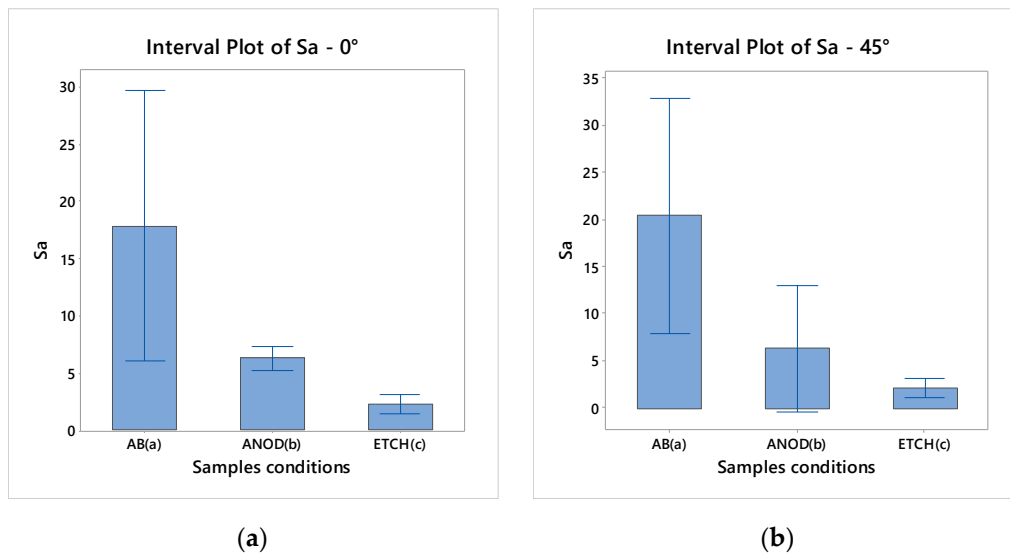 Interval Plot of Sa - 0°
30
25
20
15
10
5
0
Sa
AB(a) ANOD(b) ETCH(c)
Samples conditions
(a)
Interval Plot of Sa - 45°
35
30
25
20
15
10
5
0
Sa
AB(a) ANOD(b) ETCH(c)
Samples conditions
(b)